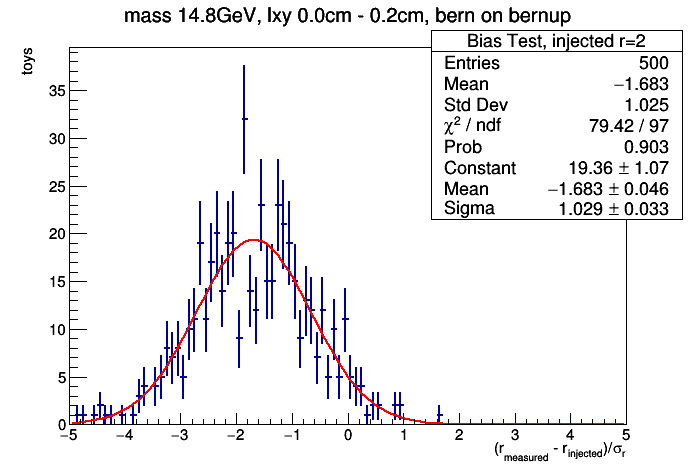 mass 14.8GeV, lxy 0.0cm - 0.2cm, bern on bernup
Bias Test, injected r=2
Entries 500
Mean −1.683
Std Dev 1.025
χ² / ndf 79.42 / 97
Prob 0.903
Constant 19.36 ± 1.07
Mean −1.683 ± 0.046
Sigma 1.029 ± 0.033
toys
35
30
25
20
15
10
5
0
−5 −4 −3 −2 −1 0 1 2 3 4 5
(r_measured - r_injected)/σ_r